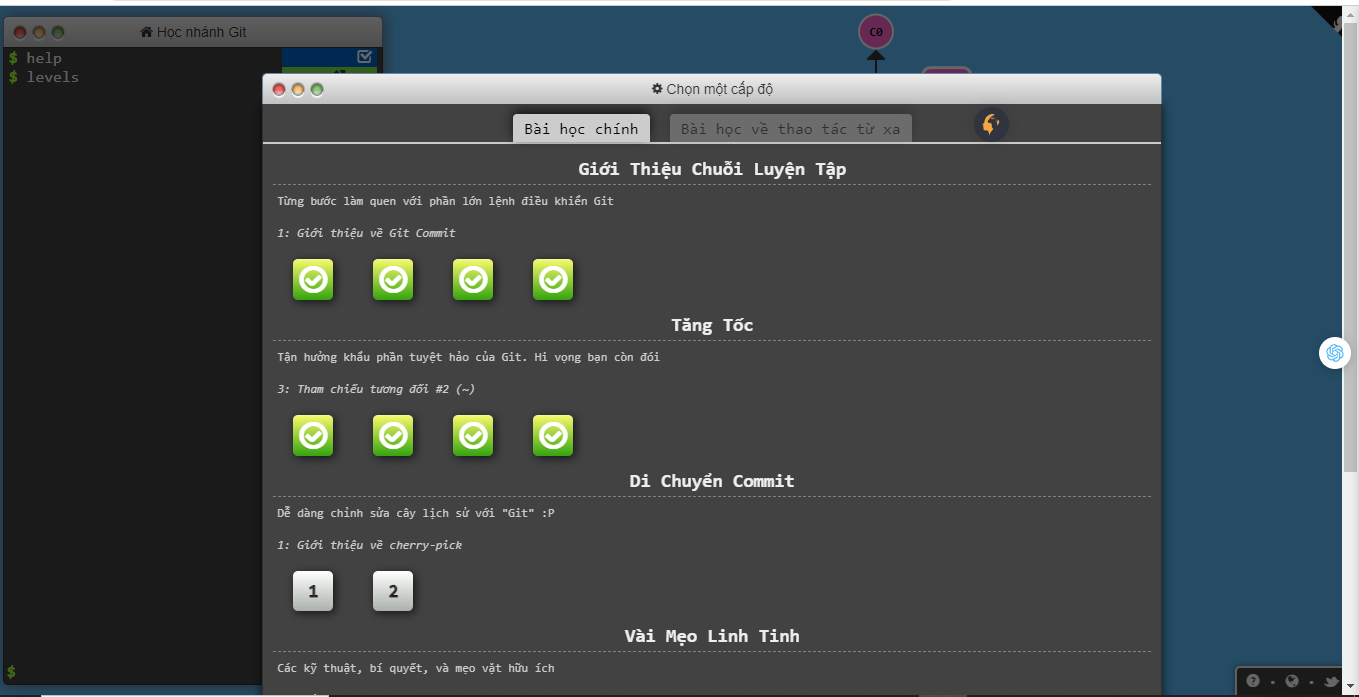 Học nhánh Git
$ help
$ levels
C0
Chọn một cấp độ
Bài học chính
Bài học về thao tác từ xa
Giới Thiệu Chuỗi Luyện Tập
Từng bước làm quen với phần lớn lệnh điều khiển Git
1: Giới thiệu về Git Commit
Tăng Tốc
Tận hưởng khẩu phần tuyệt hảo của Git. Hi vọng bạn còn đói
3: Tham chiếu tương đối #2 (~)
Di Chuyển Commit
Dễ dàng chỉnh sửa cây lịch sử với "Git" :P
1: Giới thiệu về cherry-pick
1 2
Vài Mẹo Linh Tinh
Các kỹ thuật, bí quyết, và mẹo vặt hữu ích
$